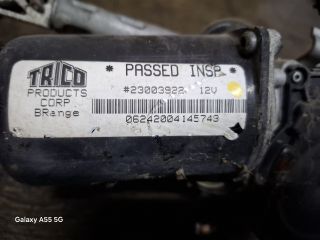 TRICO
PRODUCTS
CORP
BRange
* PASSED INSP *
#23003922 12V
06242004145743
Galaxy A55 5G